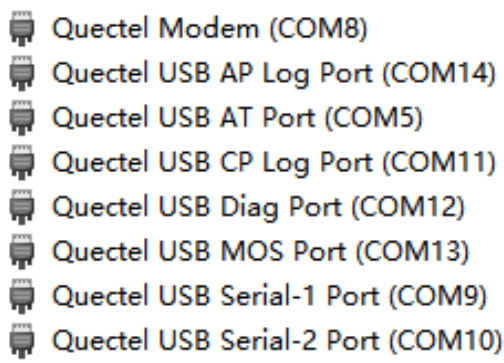 Quectel Modem (COM8)
Quectel USB AP Log Port (COM14)
Quectel USB AT Port (COM5)
Quectel USB CP Log Port (COM11)
Quectel USB Diag Port (COM12)
Quectel USB MOS Port (COM13)
Quectel USB Serial-1 Port (COM9)
Quectel USB Serial-2 Port (COM10)